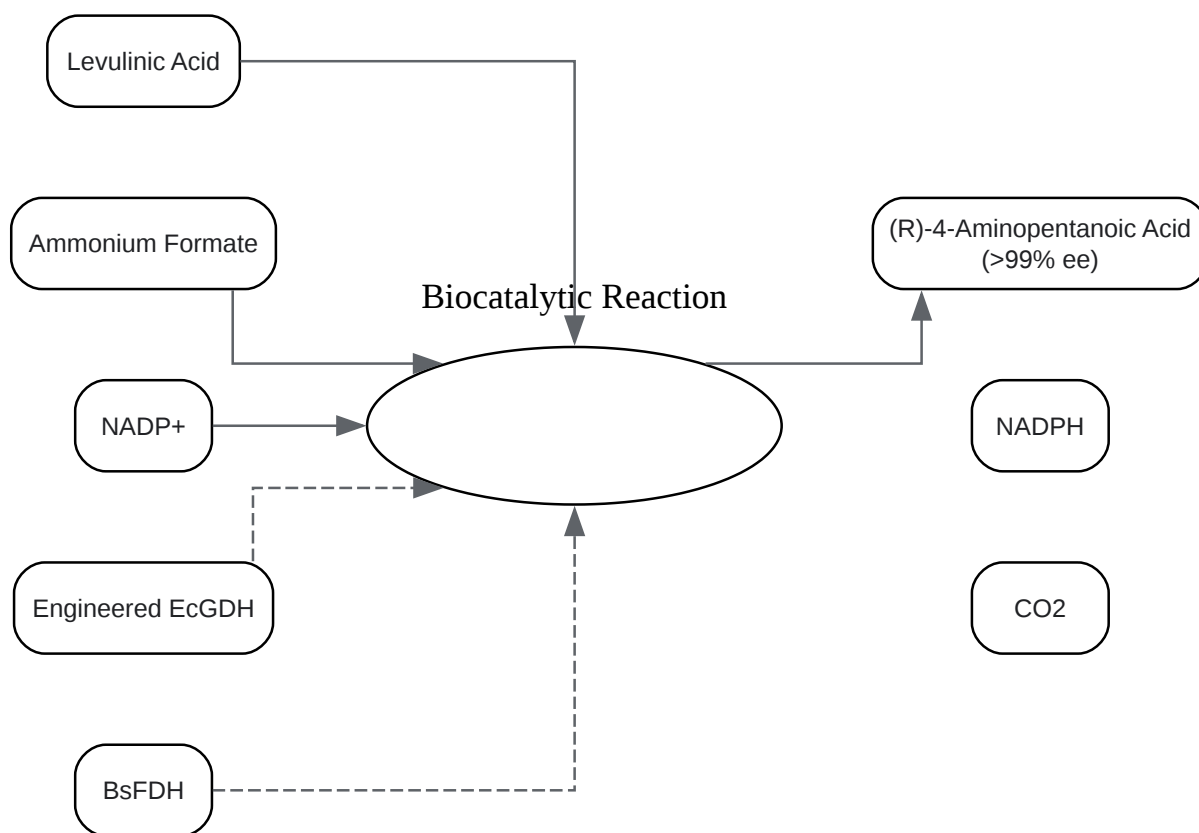 Levulinic Acid
Ammonium Formate
(R)-4-Aminopentanoic Acid
(>99% ee)
Biocatalytic Reaction
NADP+
NADPH
Engineered EcGDH
CO2
BsFDH